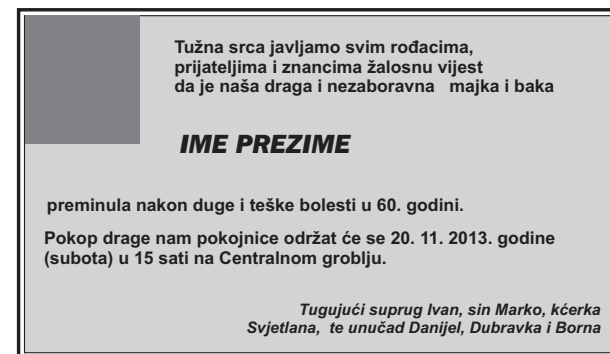 Tužna srca javljamo svim rođacima,
prijateljima i znancima žalosnu vijest
da je naša draga i nezaboravna majka i baka
IME PREZIME
preminula nakon duge i teške bolesti u 60. godini.
Pokop drage nam pokojnice održat će se 20. 11. 2013. godine
(subota) u 15 sati na Centralnom groblju.
Tugujući suprug Ivan, sin Marko, kćerka
Svjetlana, te unučad Danijel, Dubravka i Borna